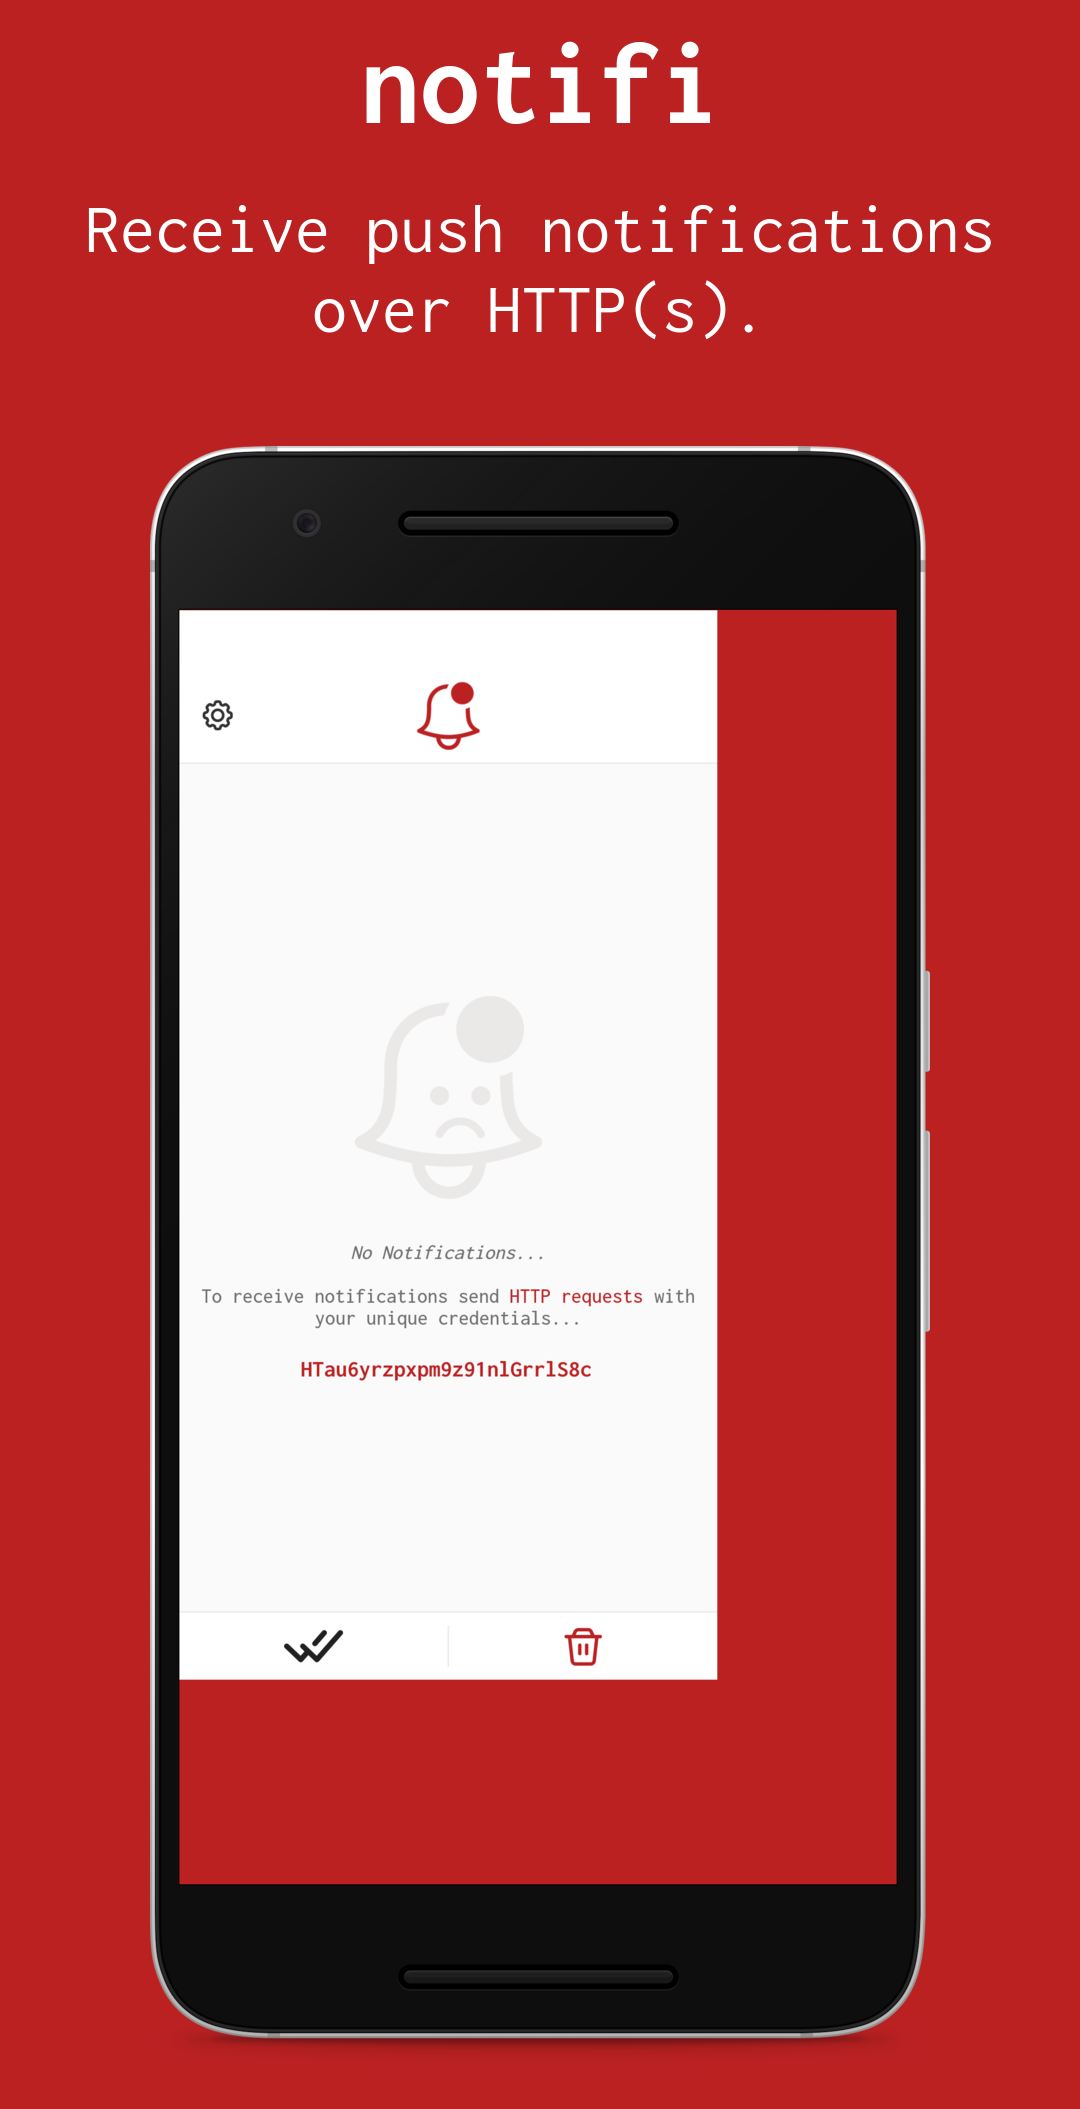 notifi
Receive push notifications
over HTTP(s).
No Notifications...
To receive notifications send HTTP requests with
your unique credentials...
HTau6yrzpxpm9z91nlGrrlS8c